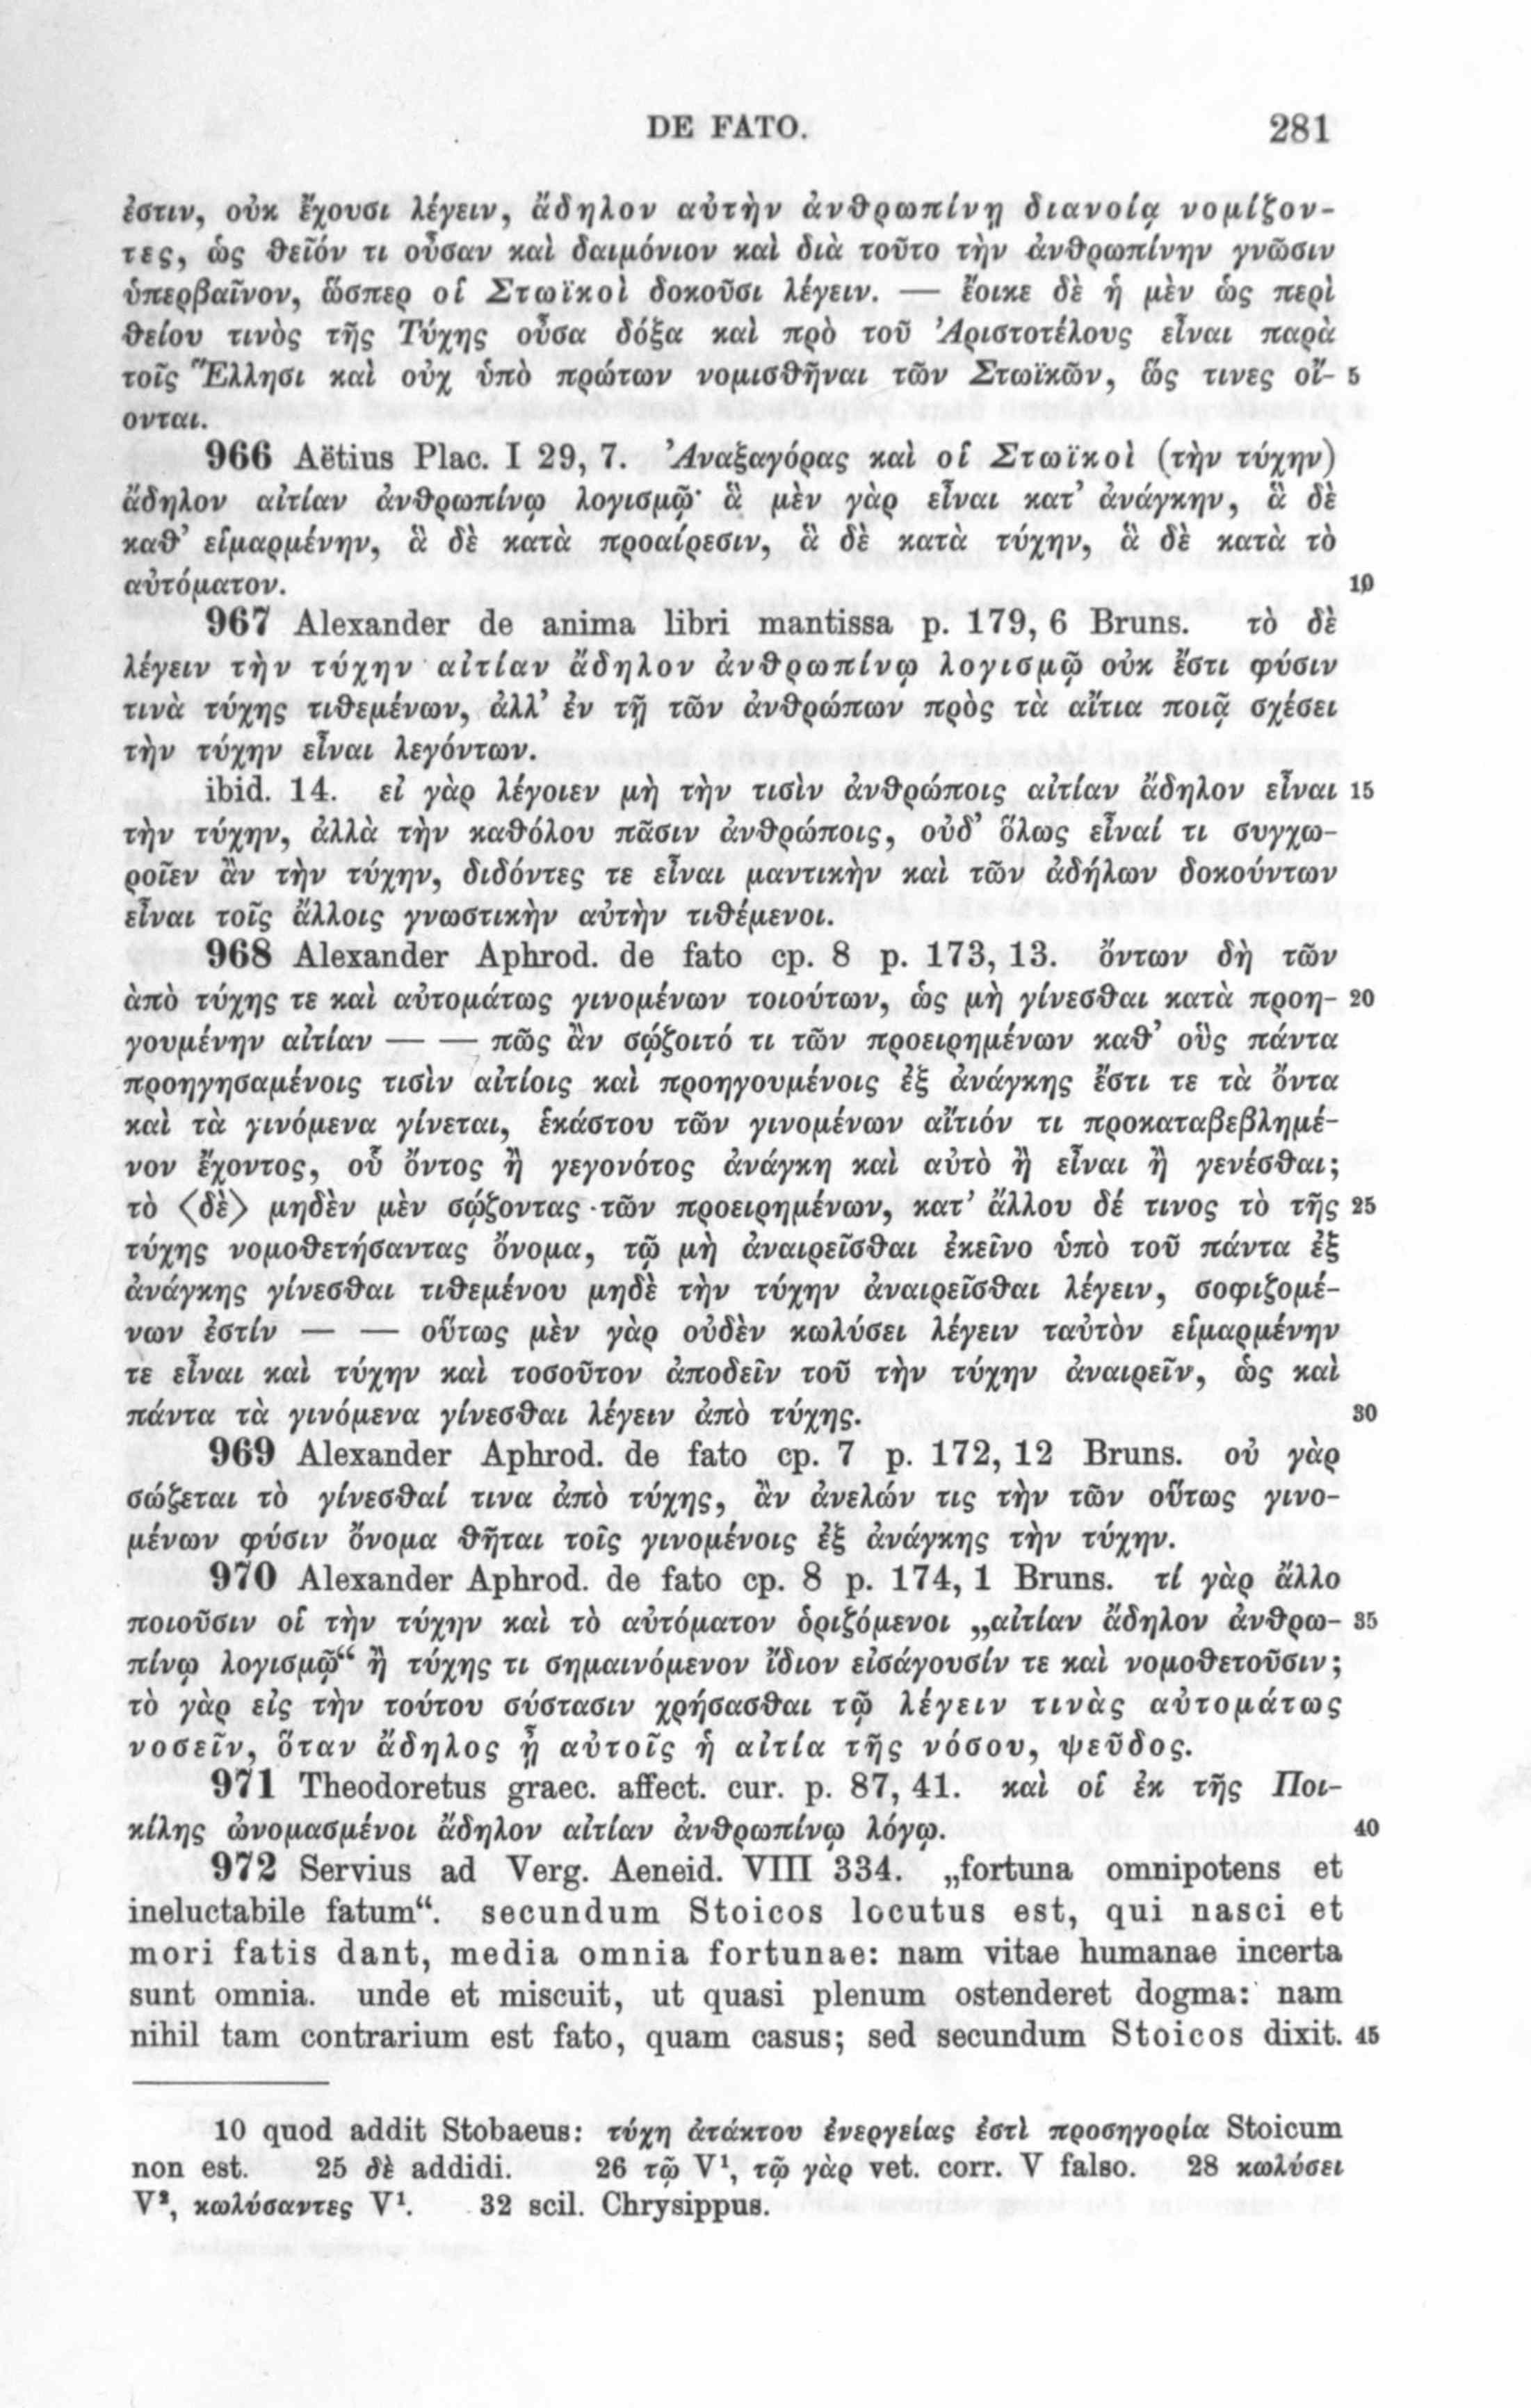 DE FATO. 281
ἐστιν, οὐκ ἔχουσι λέγειν, ἄδηλον αὐτὴν ἀνθρωπίνῃ διανοίᾳ νομίζον-
τες, ὡς θεῖόν τι οὖσαν καὶ δαιμόνιον καὶ διὰ τοῦτο τὴν ἀνθρωπίνην γνῶσιν
ὑπερβαῖνον, ὥσπερ οἱ Στωϊκοὶ δοκοῦσι λέγειν. — ἔοικε δὲ ἡ μὲν ὡς περὶ
θείου τινὸς τῆς Τύχης οὖσα δόξα καὶ πρὸ τοῦ Ἀριστοτέλους εἶναι παρὰ
τοῖς Ἕλλησι καὶ οὐχ ὑπὸ πρώτων νομισθῆναι τῶν Στωϊκῶν, ὥς τινες οἴ- 5
ονται.
966 Aëtius Plac. I 29, 7. Ἀναξαγόρας καὶ οἱ Στωϊκοὶ (τὴν τύχην)
ἄδηλον αἰτίαν ἀνθρωπίνῳ λογισμῷ· ἃ μὲν γὰρ εἶναι κατ’ ἀνάγκην, ἃ δὲ
καθ’ εἱμαρμένην, ἃ δὲ κατὰ προαίρεσιν, ἃ δὲ κατὰ τύχην, ἃ δὲ κατὰ τὸ
αὐτόματον. 10
967 Alexander de anima libri mantissa p. 179, 6 Bruns. τὸ δὲ
λέγειν τὴν τύχην αἰτίαν ἄδηλον ἀνθρωπίνῳ λογισμῷ οὐκ ἔστι φύσιν
τινὰ τύχης τιθεμένων, ἀλλ’ ἐν τῇ τῶν ἀνθρώπων πρὸς τὰ αἴτια ποιᾷ σχέσει
τὴν τύχην εἶναι λεγόντων.
ibid. 14. εἰ γὰρ λέγοιεν μὴ τὴν τισὶν ἀνθρώποις αἰτίαν ἄδηλον εἶναι 15
τὴν τύχην, ἀλλὰ τὴν καθόλου πᾶσιν ἀνθρώποις, οὐδ’ ὅλως εἶναί τι συγχω-
ροῖεν ἂν τὴν τύχην, διδόντες τε εἶναι μαντικὴν καὶ τῶν ἀδήλων δοκούντων
εἶναι τοῖς ἄλλοις γνωστικὴν αὐτὴν τιθέμενοι.
968 Alexander Aphrod. de fato cp. 8 p. 173, 13. ὄντων δὴ τῶν
ἀπὸ τύχης τε καὶ αὐτομάτως γινομένων τοιούτων, ὡς μὴ γίνεσθαι κατὰ προη- 20
γουμένην αἰτίαν — — πῶς ἂν σῴζοιτό τι τῶν προειρημένων καθ’ οὓς πάντα
προηγησαμένοις τισὶν αἰτίοις καὶ προηγουμένοις ἐξ ἀνάγκης ἔστι τε τὰ ὄντα
καὶ τὰ γινόμενα γίνεται, ἑκάστου τῶν γινομένων αἴτιόν τι προκαταβεβλημέ-
νον ἔχοντος, οὗ ὄντος ἢ γεγονότος ἀνάγκη καὶ αὐτὸ ἢ εἶναι ἢ γενέσθαι;
τὸ ⟨δὲ⟩ μηδὲν μὲν σῴζοντας τῶν προειρημένων, κατ’ ἄλλου δέ τινος τὸ τῆς 25
τύχης νομοθετήσαντας ὄνομα, τῷ μὴ ἀναιρεῖσθαι ἐκεῖνο ὑπὸ τοῦ πάντα ἐξ
ἀνάγκης γίνεσθαι τιθεμένου μηδὲ τὴν τύχην ἀναιρεῖσθαι λέγειν, σοφιζομέ-
νων ἐστίν — — οὕτως μὲν γὰρ οὐδὲν κωλύσει λέγειν ταὐτὸν εἱμαρμένην
τε εἶναι καὶ τύχην καὶ τοσοῦτον ἀποδεῖν τοῦ τὴν τύχην ἀναιρεῖν, ὡς καὶ
πάντα τὰ γινόμενα γίνεσθαι λέγειν ἀπὸ τύχης. 30
969 Alexander Aphrod. de fato cp. 7 p. 172, 12 Bruns. οὐ γὰρ
σώζεται τὸ γίνεσθαί τινα ἀπὸ τύχης, ἂν ἀνελών τις τὴν τῶν οὕτως γινο-
μένων φύσιν ὄνομα θῆται τοῖς γινομένοις ἐξ ἀνάγκης τὴν τύχην.
970 Alexander Aphrod. de fato cp. 8 p. 174, 1 Bruns. τί γὰρ ἄλλο
ποιοῦσιν οἱ τὴν τύχην καὶ τὸ αὐτόματον ὁριζόμενοι „αἰτίαν ἄδηλον ἀνθρω- 35
πίνῳ λογισμῷ“ ἢ τύχης τι σημαινόμενον ἴδιον εἰσάγουσίν τε καὶ νομοθετοῦσιν;
τὸ γὰρ εἰς τὴν τούτου σύστασιν χρήσασθαι τῷ λέγειν τινὰς αὐτομάτως
νοσεῖν, ὅταν ἄδηλος ᾖ αὐτοῖς ἡ αἰτία τῆς νόσου, ψεῦδος.
971 Theodoretus graec. affect. cur. p. 87, 41. καὶ οἱ ἐκ τῆς Ποι-
κίλης ὠνομασμένοι ἄδηλον αἰτίαν ἀνθρωπίνῳ λόγῳ. 40
972 Servius ad Verg. Aeneid. VIII 334. „fortuna omnipotens et
ineluctabile fatum“. secundum Stoicos locutus est, qui nasci et
mori fatis dant, media omnia fortunae: nam vitae humanae incerta
sunt omnia. unde et miscuit, ut quasi plenum ostenderet dogma: nam
nihil tam contrarium est fato, quam casus; sed secundum Stoicos dixit. 45
10 quod addit Stobaeus: τύχη ἀτάκτου ἐνεργείας ἐστὶ προσηγορία Stoicum
non est. 25 δὲ addidi. 26 τῷ V¹, τῷ γὰρ vet. corr. V falso. 28 κωλύσει
V², κωλύσαντες V¹. 32 scil. Chrysippus.